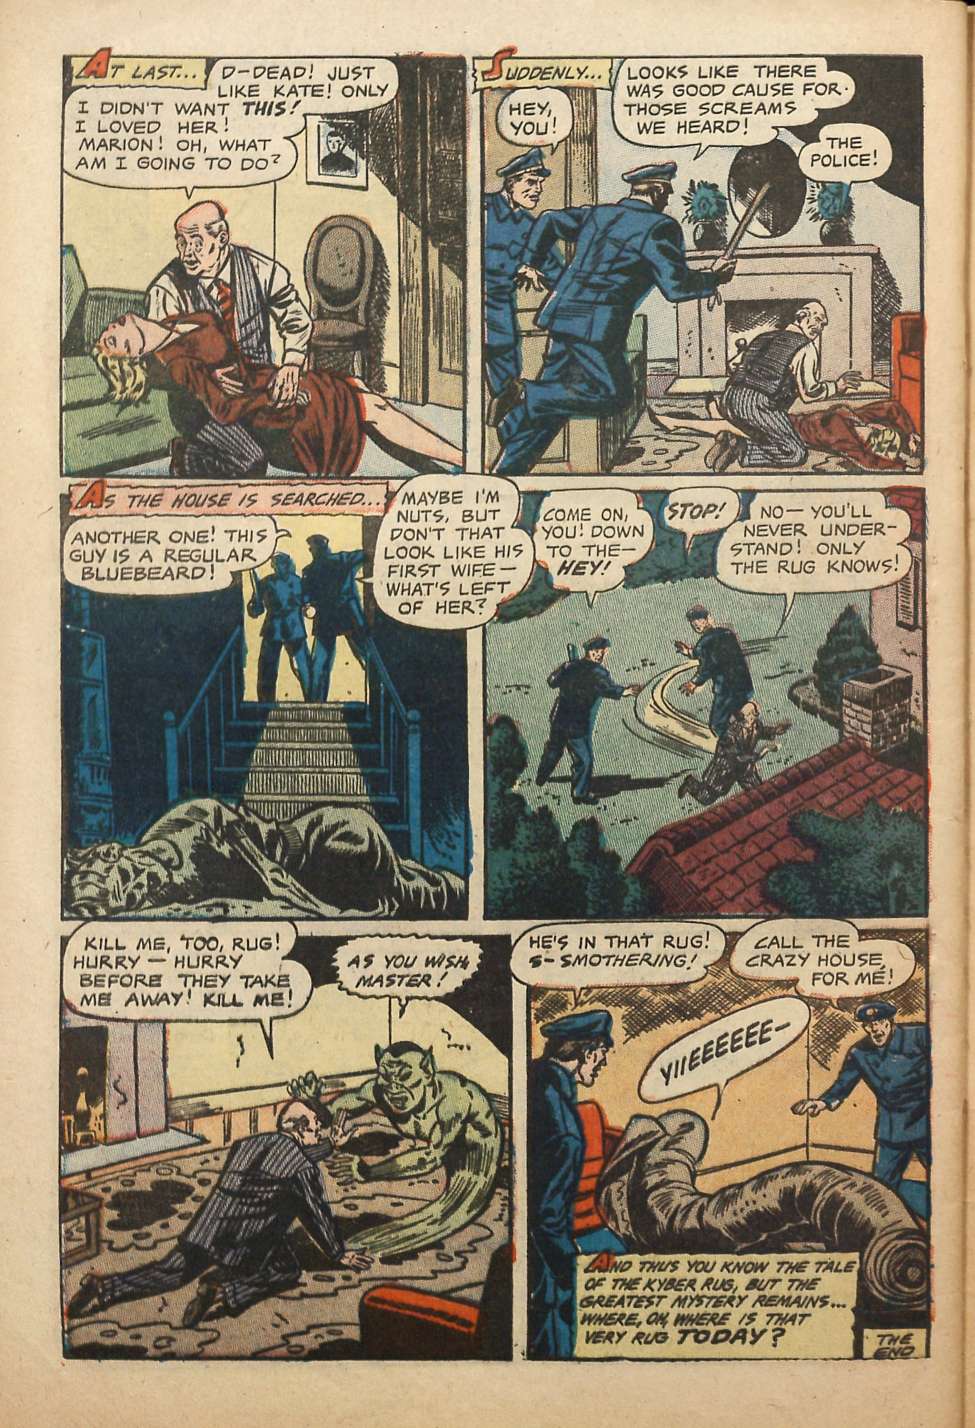 AT LAST...
D-DEAD! JUST
LIKE KATE! ONLY
I DIDN'T WANT THIS!
I LOVED HER!
MARION! OH, WHAT
AM I GOING TO DO?
SUDDENLY...
HEY,
YOU!
LOOKS LIKE THERE
WAS GOOD CAUSE FOR
THOSE SCREAMS
WE HEARD!
THE
POLICE!
AS THE HOUSE IS SEARCHED...
ANOTHER ONE! THIS
GUY IS A REGULAR
BLUEBEARD!
MAYBE I'M
NUTS, BUT
DON'T THAT
LOOK LIKE HIS
FIRST WIFE—
WHAT'S LEFT
OF HER?
COME ON,
YOU! DOWN
TO THE—
HEY!
STOP!
NO—YOU'LL
NEVER UNDER-
STAND! ONLY
THE RUG KNOWS!
KILL ME, TOO, RUG!
HURRY—HURRY
BEFORE THEY TAKE
ME AWAY! KILL ME!
AS YOU WISH,
MASTER!
HE'S IN THAT RUG!
S-SMOTHERING!
CALL THE
CRAZY HOUSE
FOR ME!
YIIEEEEEE—
AND THUS YOU KNOW THE TALE
OF THE KYBER RUG, BUT THE
GREATEST MYSTERY REMAINS...
WHERE, OH, WHERE IS THAT
VERY RUG TODAY?
THE
END